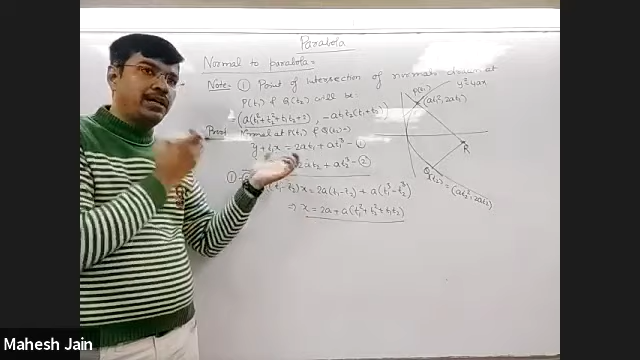 Parabola
Normal to parabola:
Note: ① Point of intersection of normals drawn at
P(t₁) & Q(t₂) will be
(a(t₁²+t₂²+t₁t₂+2), -at₁t₂(t₁+t₂))
Proof: Normal at P(t₁) & Q(t₂)
y + t₁x = 2at₁ + at₁³ - ①
2at₂ + at₂³ - ②
(t₁-t₂)x = 2a(t₁-t₂) + a(t₁³-t₂³)
⇒ x = 2a + a(t₁²+t₂²+t₁t₂)
P(t₁)
(at₁², 2at₁)
y²=4ax
R
Q(t₂) = (at₂², 2at₂)
Mahesh Jain